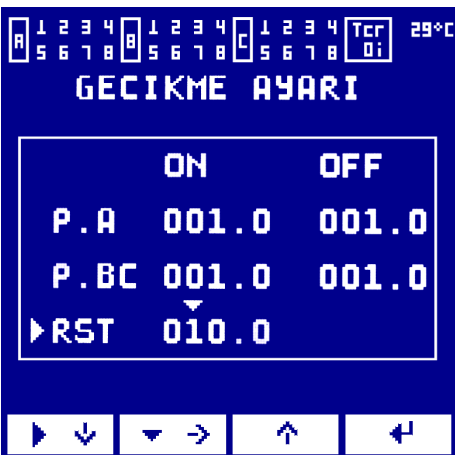 A 1 2 3 4 B 1 2 3 4 C 1 2 3 4 Tcr 29°C
5 6 7 8 5 6 7 8 5 6 7 8 0i
GECIKME AYARI
ON OFF
P.A 001.0 001.0
P.BC 001.0 001.0
RST 010.0